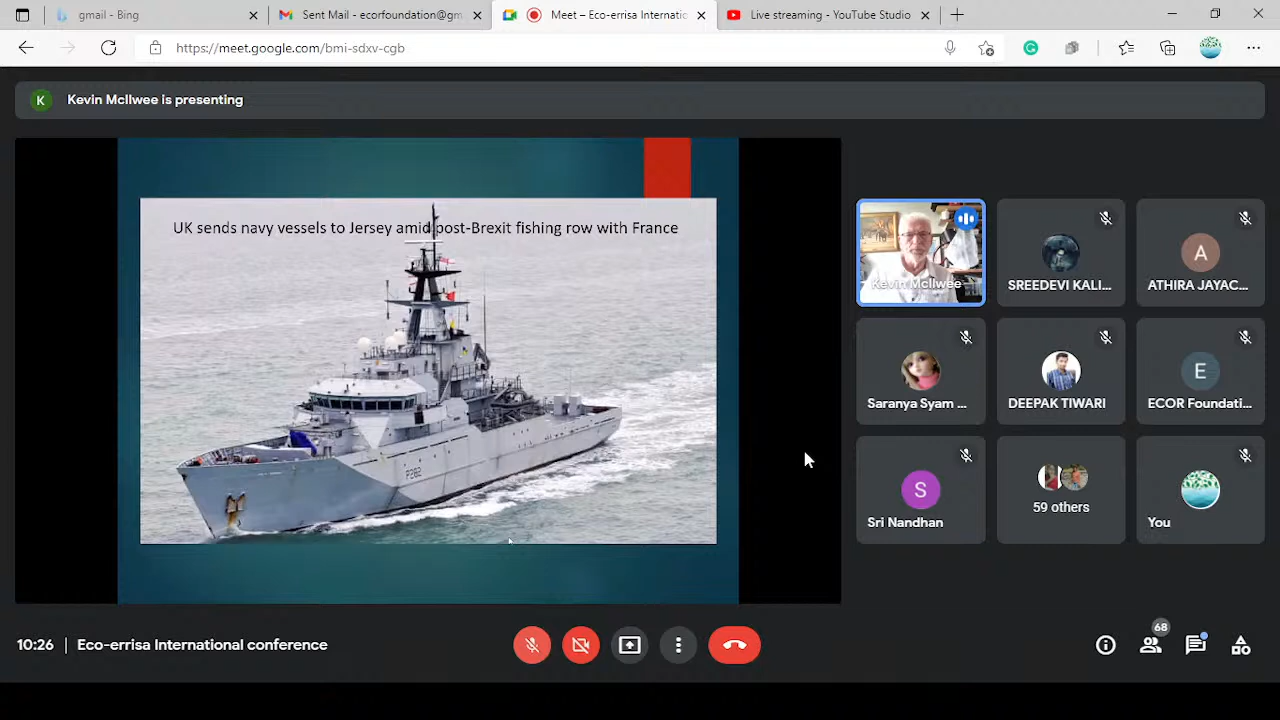 gmail - Bing
Sent Mail - ecorfoundation@gm
Meet – Eco-errisa Internatio
Live streaming - YouTube Studio
https://meet.google.com/bmi-sdxv-cgb
K
Kevin McIlwee is presenting
UK sends navy vessels to Jersey amid post-Brexit fishing row with France
P282
Kevin McIlwee
SREEDEVI KALI...
A
ATHIRA JAYAC...
Saranya Syam ...
DEEPAK TIWARI
E
ECOR Foundati...
S
Sri Nandhan
59 others
You
10:26 | Eco-errisa International conference
68